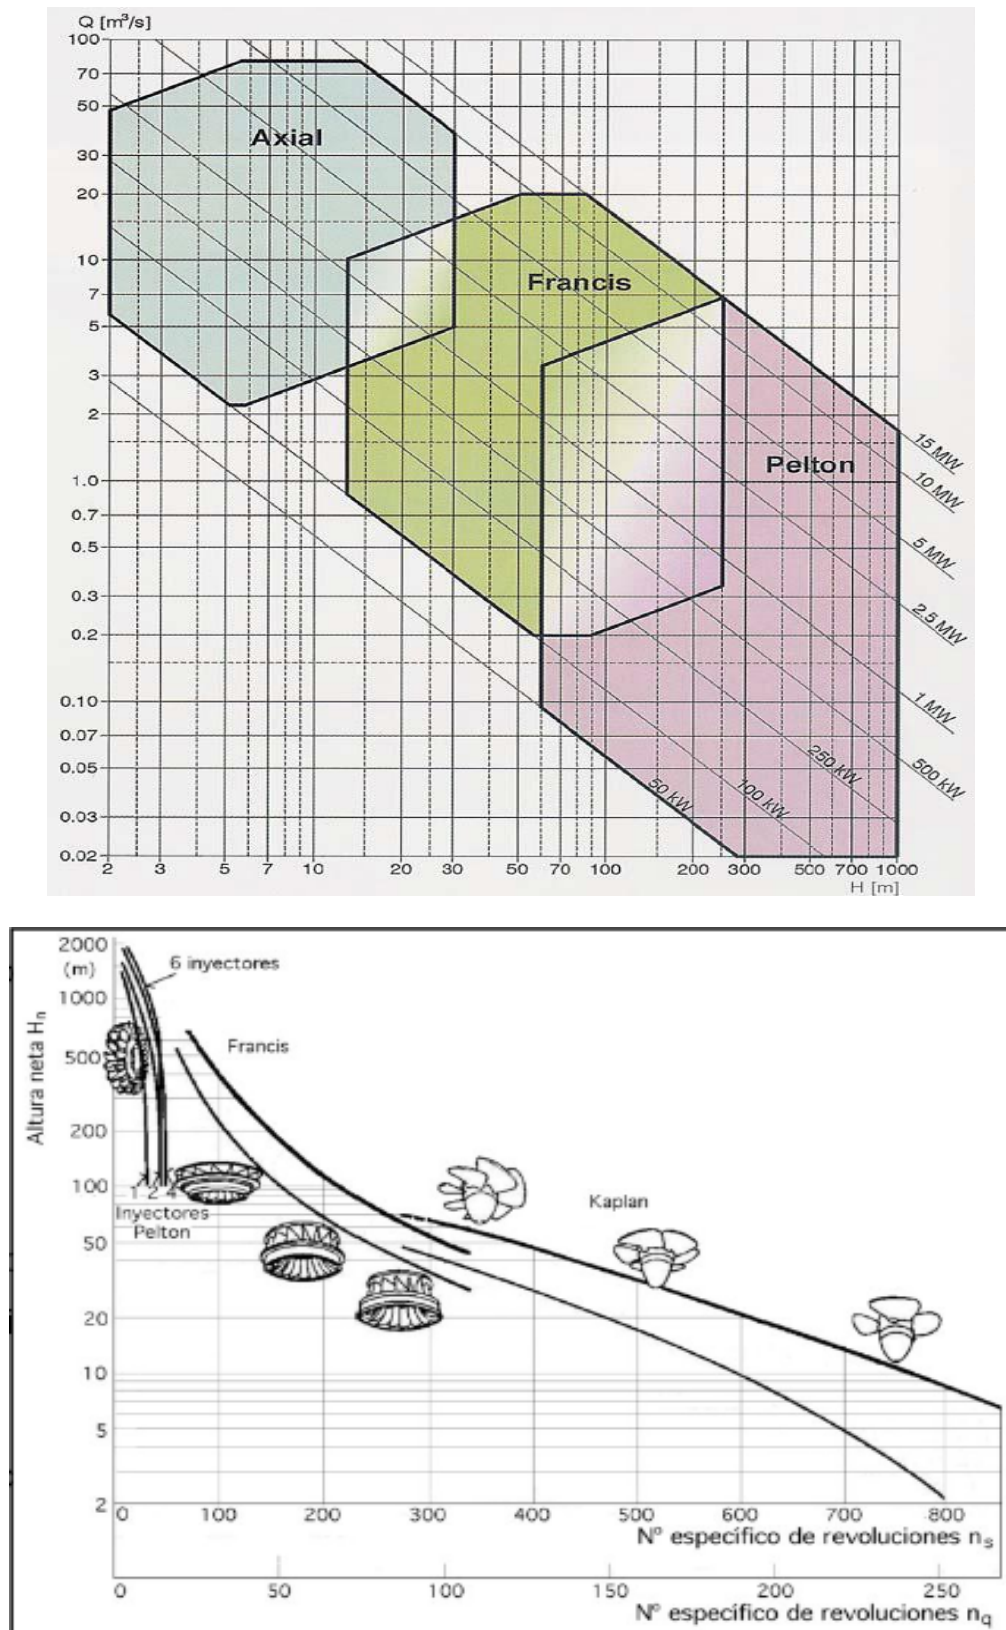 Q [m³/s]
100
70
50
30
20
10
7
5
3
2
1.0
0.7
0.5
0.3
0.2
0.10
0.07
0.05
0.03
0.02
Axial
Francis
Pelton
15 MW
10 MW
5 MW
2.5 MW
1 MW
500 kW
250 kW
100 kW
50 kW
2 3 5 7 10 20 30 50 70 100 200 300 500 700 1000
H [m]
2000
(m)
1000
500
200
100
50
20
10
5
2
Altura neta Hₙ
6 inyectores
Francis
1 2 4
Inyectores
Pelton
Kaplan
0 100 200 300 400 500 600 700 800
Nº específico de revoluciones nₛ
0 50 100 150 200 250
Nº específico de revoluciones n_q